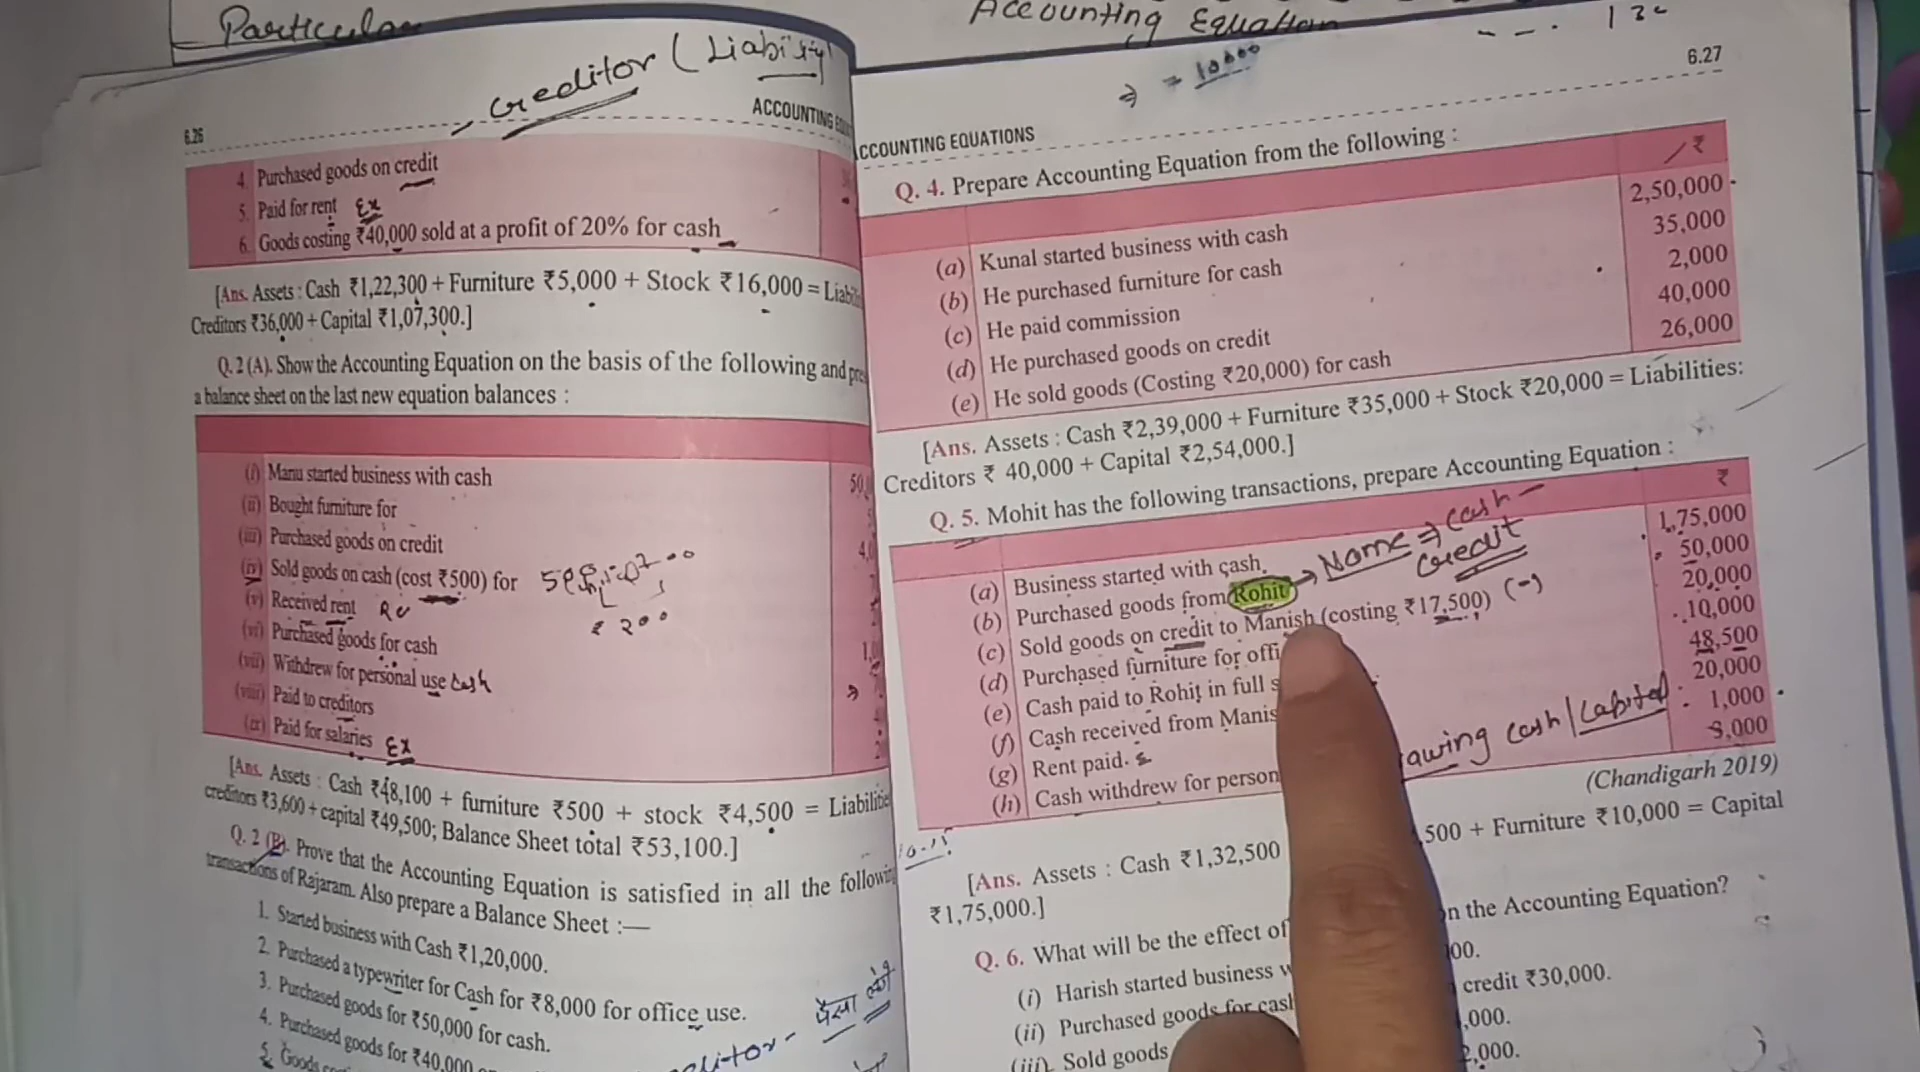 Particular
Accounting Equation
creditor (Liability)
⇒ = 10000
6.26
ACCOUNTING
4. Purchased goods on credit
5. Paid for rent Ex
6. Goods costing ₹40,000 sold at a profit of 20% for cash
[Ans. Assets : Cash ₹1,22,300 + Furniture ₹5,000 + Stock ₹16,000 =
Creditors ₹36,000 + Capital ₹1,07,300.]
Q. 2 (A). Show the Accounting Equation on the basis of the following and
a balance sheet on the last new equation balances :
(i) Manu started business with cash
(ii) Bought furniture for
(iii) Purchased goods on credit
(iv) Sold goods on cash (cost ₹500) for
(v) Received rent
(vi) Purchased goods for cash
(vii) Withdrew for personal use Cash
(viii) Paid to creditors
(ix) Paid for salaries Ex
[Ans. Assets : Cash ₹48,100 + furniture ₹500 + stock ₹4,500 =
creditors ₹3,600 + capital ₹49,500; Balance Sheet total ₹53,100.]
Q. 2 (B). Prove that the Accounting Equation is satisfied in all the
transactions of Rajaram. Also prepare a Balance Sheet :—
1. Started business with Cash ₹1,20,000.
2. Purchased a typewriter for Cash for ₹8,000 for office use.
3. Purchased goods for ₹50,000 for cash.
4. Purchased goods for ₹40,000
5. Goods
6.27
ACCOUNTING EQUATIONS
Q. 4. Prepare Accounting Equation from the following :
₹
(a) Kunal started business with cash 2,50,000
(b) He purchased furniture for cash 35,000
(c) He paid commission 2,000
(d) He purchased goods on credit 40,000
(e) He sold goods (Costing ₹20,000) for cash 26,000
[Ans. Assets : Cash ₹2,39,000 + Furniture ₹35,000 + Stock ₹20,000 = Liabilities:
Creditors ₹ 40,000 + Capital ₹2,54,000.]
Q. 5. Mohit has the following transactions, prepare Accounting Equation :
₹
(a) Business started with cash. 1,75,000
(b) Purchased goods from Rohit → Name ⇒ Cash 50,000
Credit
(c) Sold goods on credit to Manish (costing ₹17,500) (-) 20,000
(d) Purchased furniture for 10,000
(e) Cash paid to Rohit in full 48,500
(f) Cash received from 20,000
(g) Rent paid. 1,000
(h) Cash withdrew for cash/Capital
(Chandigarh 2019)
[Ans. Assets : Cash ₹1,32,500 500 + Furniture ₹10,000 = Capital
₹1,75,000.]
Q. 6. What will be the effect of on the Accounting Equation?
(i) Harish started business
(ii) Purchased goods for credit ₹30,000.
(iii) Sold goods